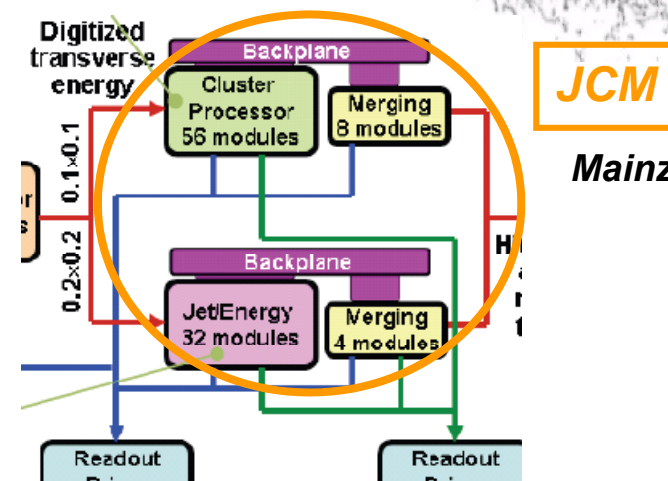 Digitized
transverse
energy
Backplane
Cluster
Processor
56 modules
Merging
8 modules
JCM
Mainz
0.1×0.1
0.2×0.2
Backplane
Jet/Energy
32 modules
Merging
4 modules
Readout
Readout